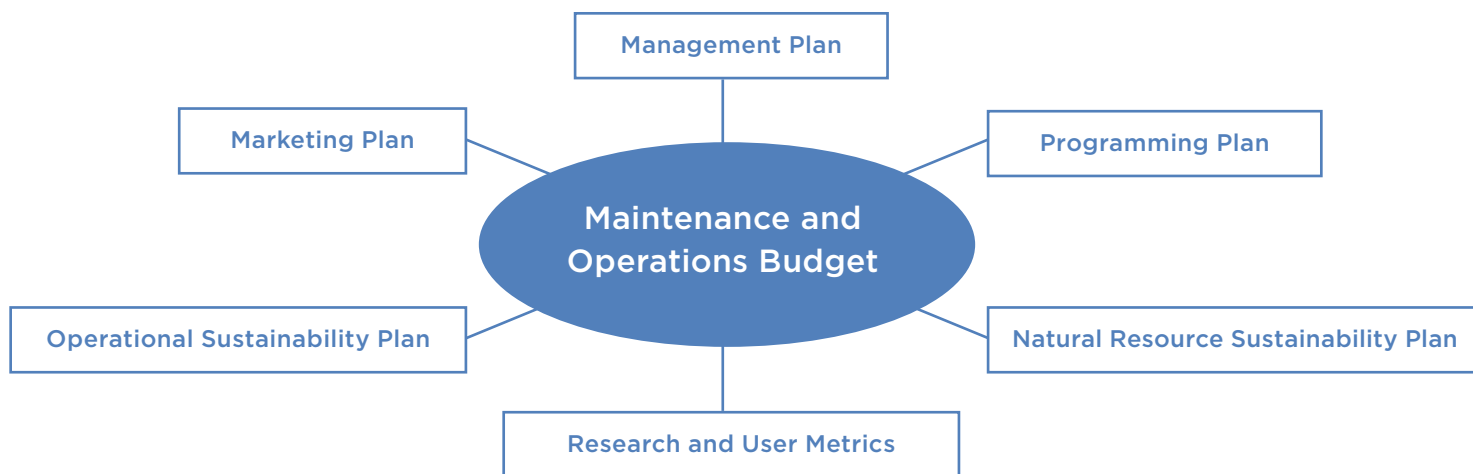 Management Plan
Marketing Plan
Programming Plan
Maintenance and
Operations Budget
Operational Sustainability Plan
Natural Resource Sustainability Plan
Research and User Metrics